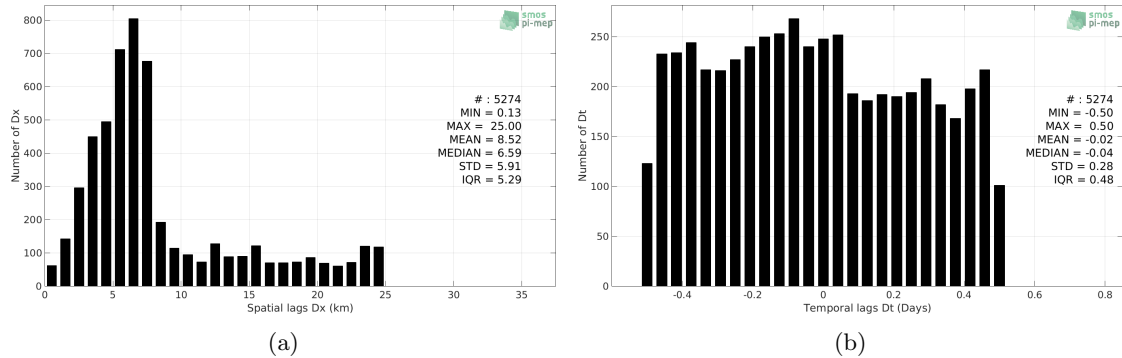 800
700
600
500
400
300
200
100
0
Number of Dx
0 5 10 15 20 25 30 35
Spatial lags Dx (km)
smos
pi-mep
# : 5274
MIN = 0.13
MAX = 25.00
MEAN = 8.52
MEDIAN = 6.59
STD = 5.91
IQR = 5.29
(a)
250
200
150
100
50
0
Number of Dt
-0.4 -0.2 0 0.2 0.4 0.6 0.8
Temporal lags Dt (Days)
smos
pi-mep
# : 5274
MIN = -0.50
MAX = 0.50
MEAN = -0.02
MEDIAN = -0.04
STD = 0.28
IQR = 0.48
(b)